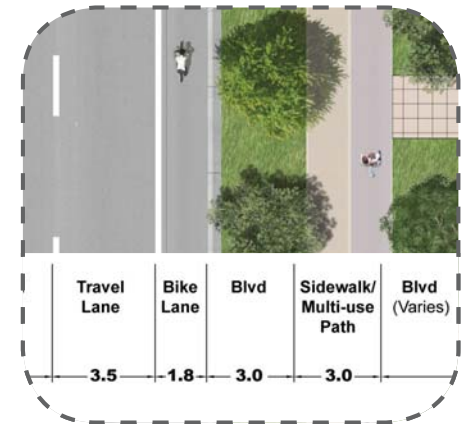 Travel Lane
Bike Lane
Blvd
Sidewalk/ Multi-use Path
Blvd (Varies)
3.5
1.8
3.0
3.0